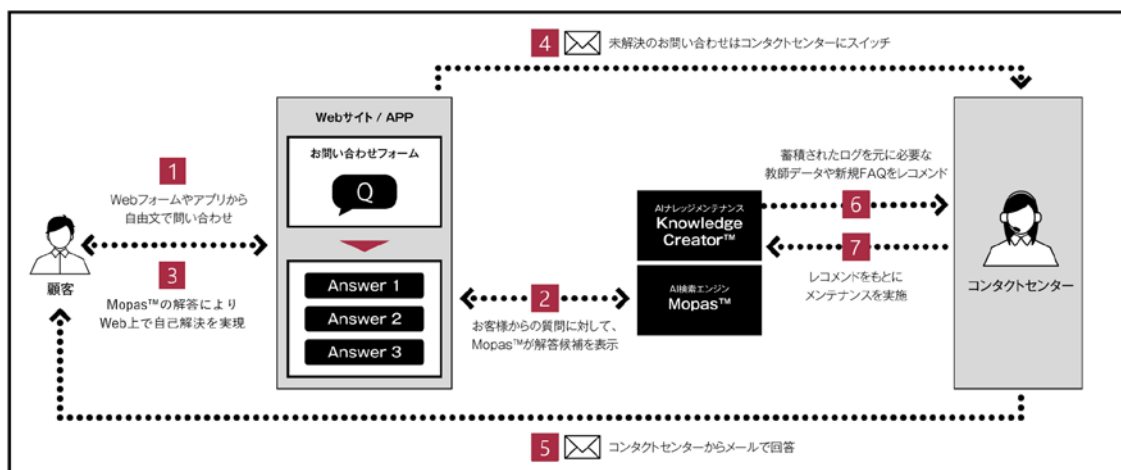 4 未解決のお問い合わせはコンタクトセンターにスイッチ
Webサイト / APP
お問い合わせフォーム
Q
1
Webフォームやアプリから
自由文で問い合わせ
顧客
3
Mopas™の解答により
Web上で自己解決を実現
Answer 1
Answer 2
Answer 3
2
お客様からの質問に対して、
Mopas™が解答候補を表示
AIナレッジメンテナンス
Knowledge
Creator™
AI検索エンジン
Mopas™
蓄積されたログを元に必要な
教師データや新規FAQをレコメンド
6
7
レコメンドをもとに
メンテナンスを実施
コンタクトセンター
5 コンタクトセンターからメールで回答